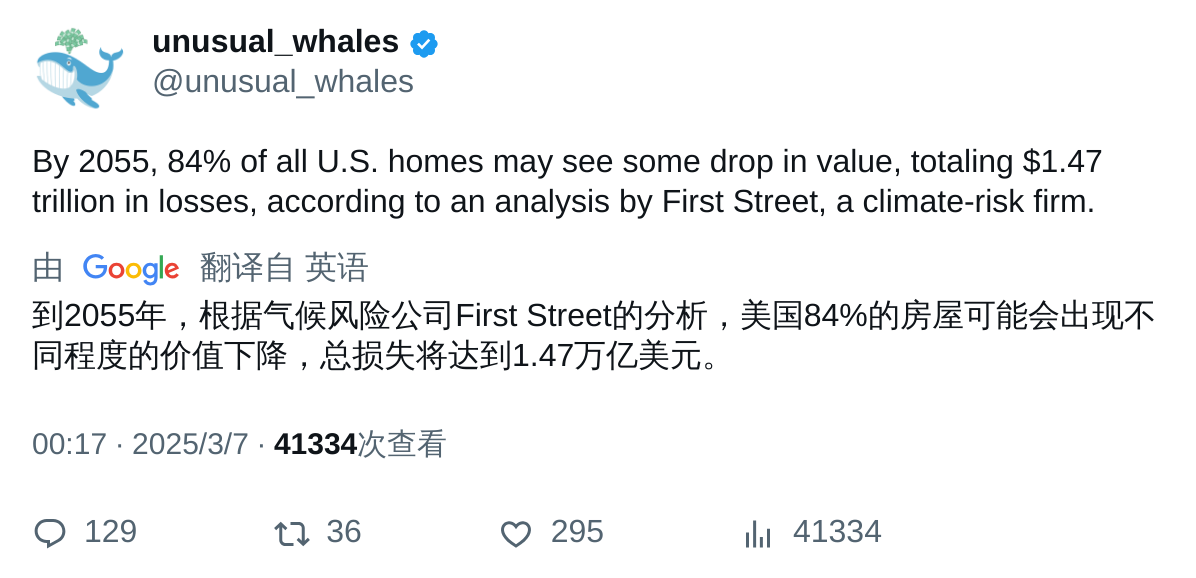 unusual_whales
@unusual_whales
By 2055, 84% of all U.S. homes may see some drop in value, totaling $1.47
trillion in losses, according to an analysis by First Street, a climate-risk firm.
由 Google 翻译自 英语
到2055年，根据气候风险公司First Street的分析，美国84%的房屋可能会出现不
同程度的价值下降，总损失将达到1.47万亿美元。
00:17 · 2025/3/7 · 41334次查看
129 36 295 41334